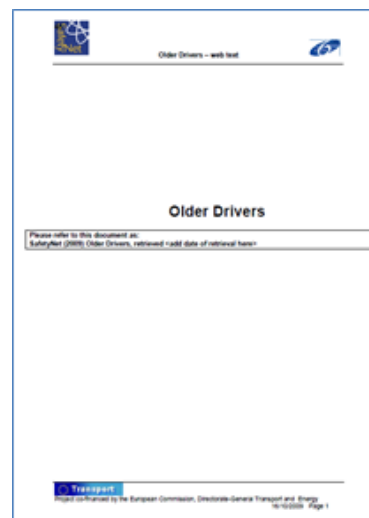 Net
Older Drivers – web text
Older Drivers
Please refer to this document as:
SafetyNet (2009) Older Drivers, retrieved <add date of retrieval here>
Transport
Project co-financed by the European Commission, Directorate-General Transport and Energy
16/10/2009 Page 1